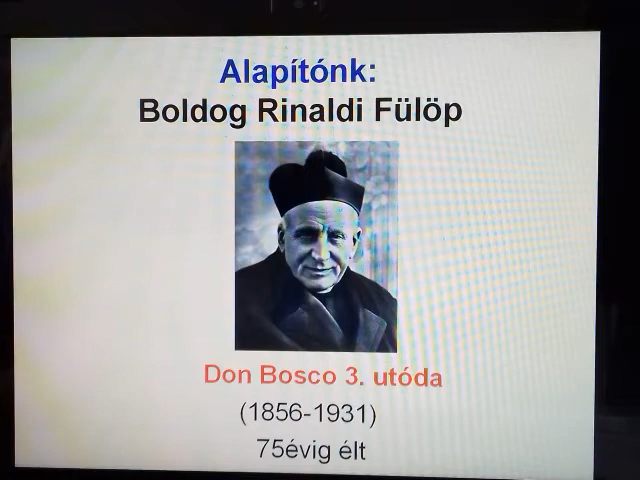 Alapítónk:
Boldog Rinaldi Fülöp
Don Bosco 3. utóda
(1856-1931)
75évig élt